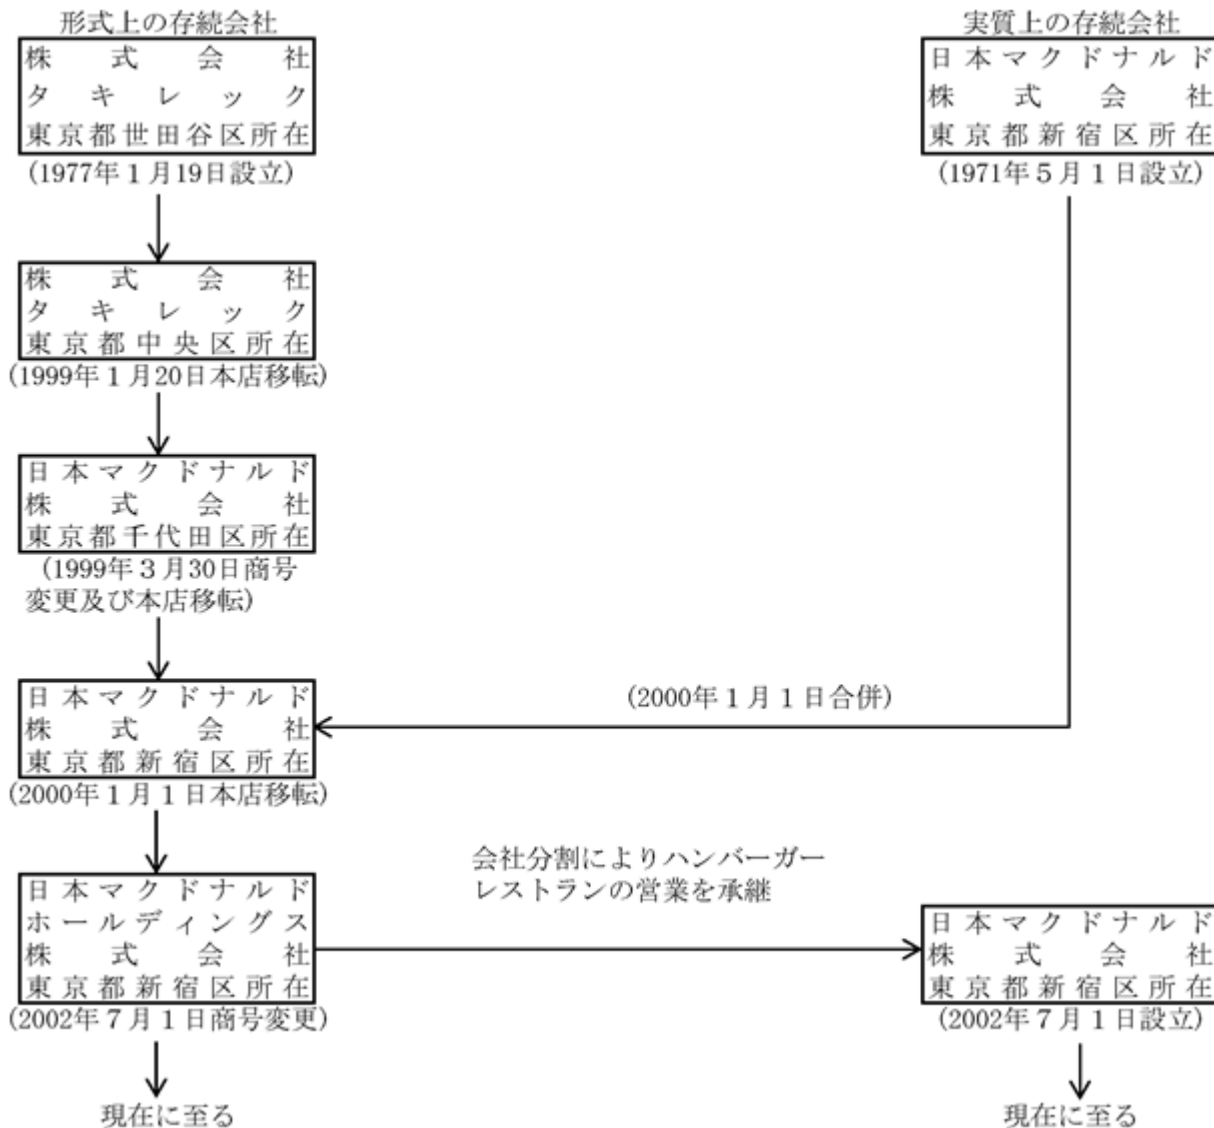 形式上の存続会社
株式会社
タキレック
東京都世田谷区所在
(1977年1月19日設立)
株式会社
タキレック
東京都中央区所在
(1999年1月20日本店移転)
日本マクドナルド
株式会社
東京都千代田区所在
(1999年3月30日商号
変更及び本店移転)
実質上の存続会社
日本マクドナルド
株式会社
東京都新宿区所在
(1971年5月1日設立)
(2000年1月1日合併)
日本マクドナルド
株式会社
東京都新宿区所在
(2000年1月1日本店移転)
日本マクドナルド
ホールディングス
株式会社
東京都新宿区所在
(2002年7月1日商号変更)
現在に至る
会社分割によりハンバーガー
レストランの営業を承継
日本マクドナルド
株式会社
東京都新宿区所在
(2002年7月1日設立)
現在に至る